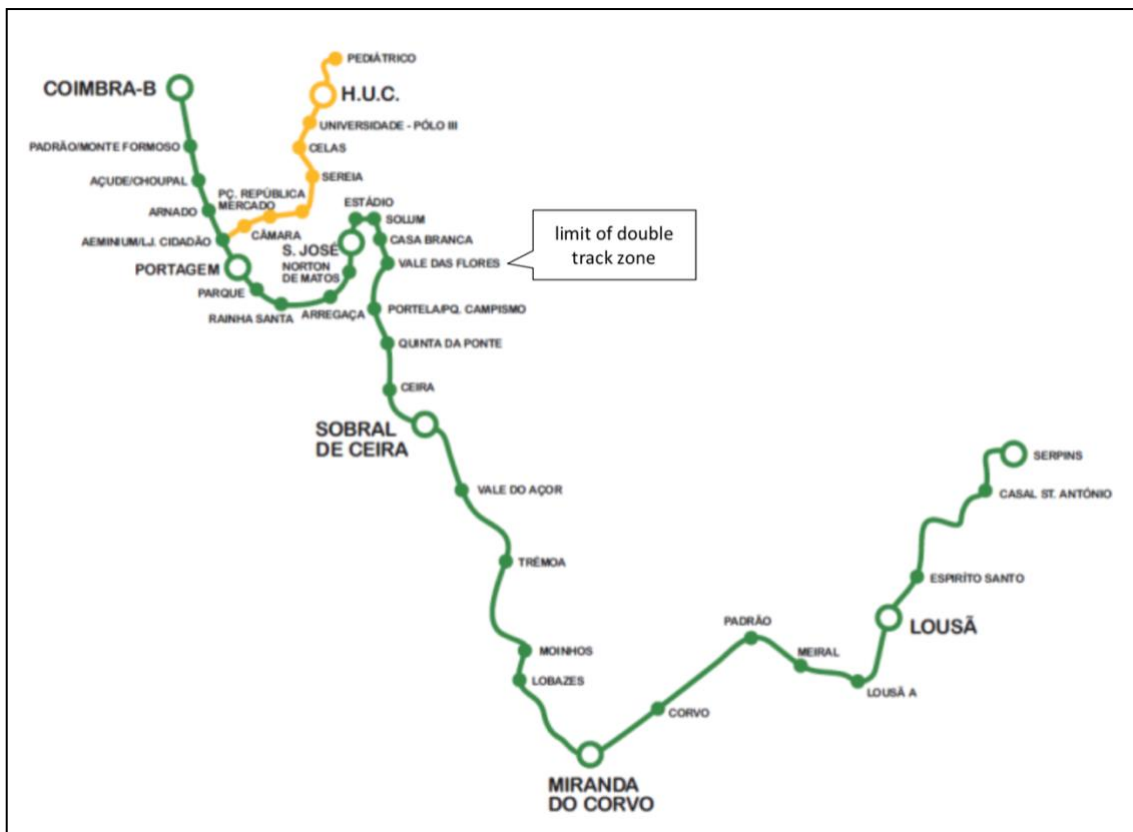 PEDIÁTRICO
COIMBRA-B
H.U.C.
UNIVERSIDADE - PÓLO III
PADRÃO/MONTE FORMOSO
CELAS
AÇUDE/CHOUPAL
SEREIA
PÇ. REPÚBLICA
MERCADO
ARNADO
ESTÁDIO
SOLUM
CÂMARA
AEMINIUM/LJ. CIDADÃO
CASA BRANCA
limit of double
track zone
S. JOSÉ
VALE DAS FLORES
PORTAGEM
NORTON
DE MATOS
PARQUE
RAINHA SANTA
ARREGAÇA
PORTELA/PQ. CAMPISMO
QUINTA DA PONTE
CEIRA
SOBRAL
DE CEIRA
SERPINS
VALE DO AÇOR
CASAL ST. ANTÓNIO
TRÉMOA
ESPIRÍTO SANTO
PADRÃO
LOUSÃ
MOINHOS
MEIRAL
LOBAZES
LOUSÃ A
CORVO
MIRANDA
DO CORVO